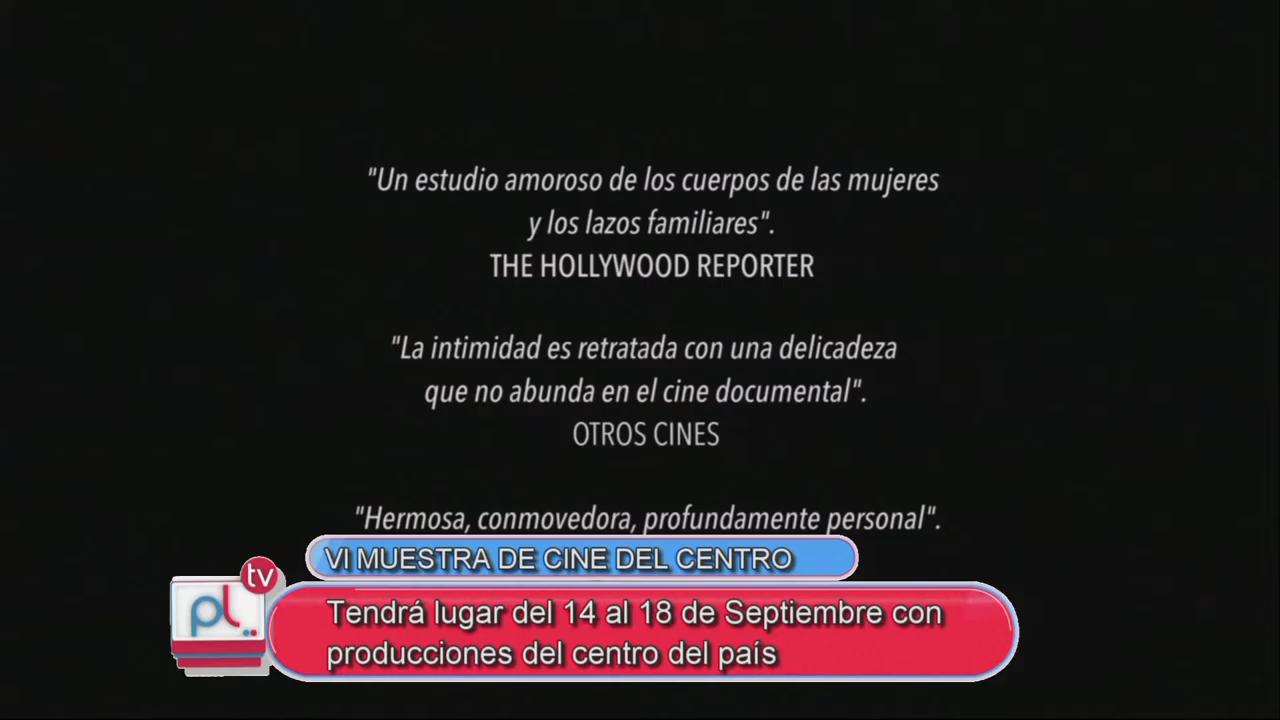 "Un estudio amoroso de los cuerpos de las mujeres
y los lazos familiares".
THE HOLLYWOOD REPORTER
"La intimidad es retratada con una delicadeza
que no abunda en el cine documental".
OTROS CINES
"Hermosa, conmovedora, profundamente personal".
VI MUESTRA DE CINE DEL CENTRO
tv
pl..
Tendrá lugar del 14 al 18 de Septiembre con
producciones del centro del país